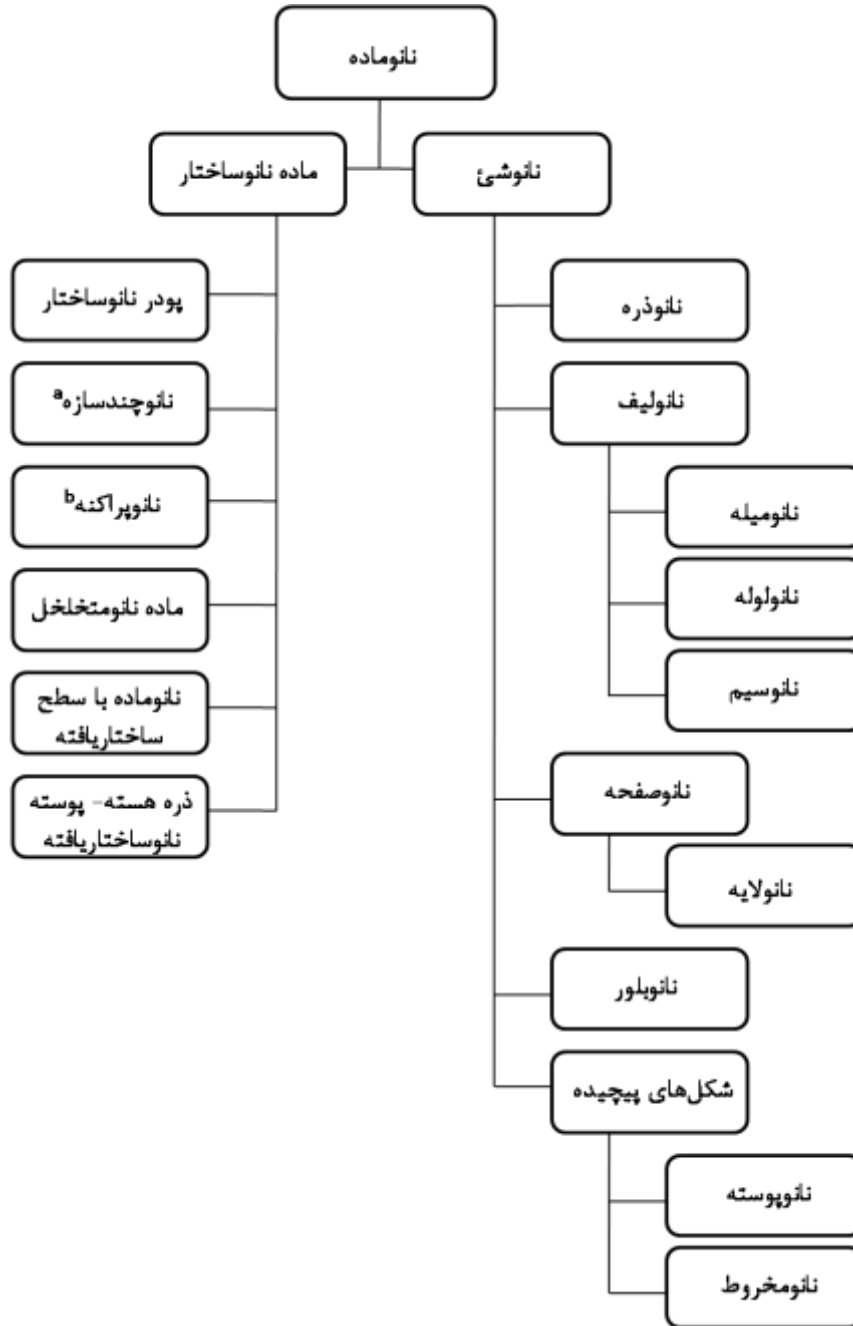 نانوماده
نانوشئ
ماده نانوساختار
نانوذره
نانولیف
نانومیله
نانولوله
نانوسیم
نانوصفحه
نانولایه
نانوبلور
شکل‌های پیچیده
نانوپوسته
نانومخروط
پودر نانوساختار
نانوچندسازه a
نانوپراکنه b
ماده نانومتخلخل
نانوماده با سطح
ساختاریافته
ذره هسته- پوسته
نانوساختاریافته